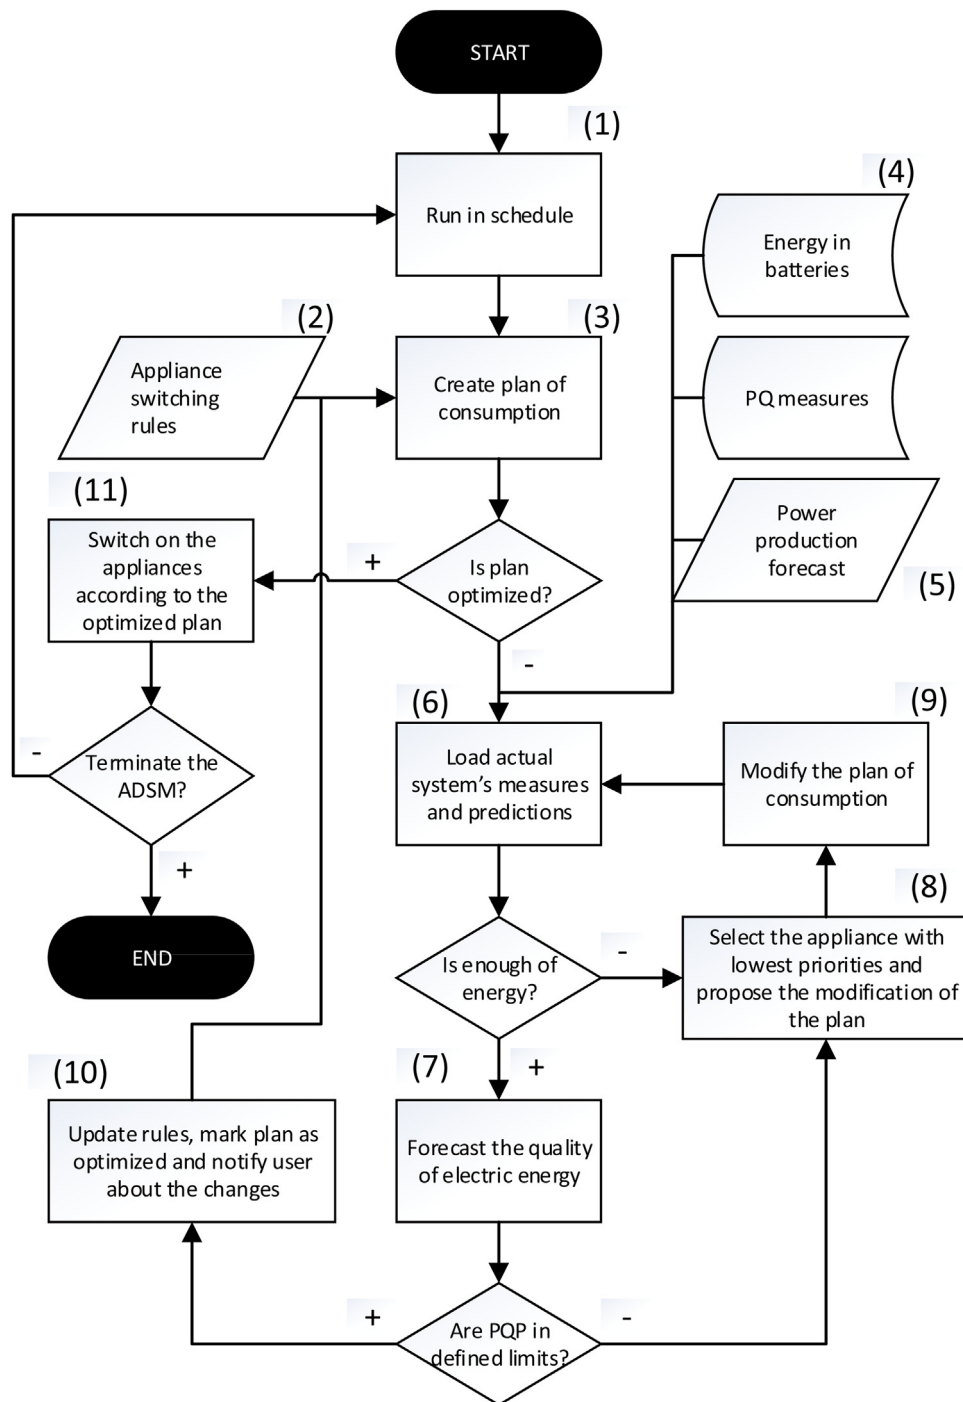 START
(1)
Run in schedule
(4)
Energy in
batteries
(2)
(3)
Appliance
switching
rules
Create plan of
consumption
PQ measures
(11)
Switch on the
appliances
according to the
optimized plan
+
Is plan
optimized?
-
Power
production
forecast
(5)
(6)
(9)
-
Terminate the
ADSM?
+
Load actual
system's measures
and predictions
Modify the plan of
consumption
(8)
END
Is enough of
energy?
-
Select the appliance with
lowest priorities and
propose the modification of
the plan
+
(10)
(7)
Update rules, mark plan as
optimized and notify user
about the changes
Forecast the quality
of electric energy
+
Are PQP in
defined limits?
-